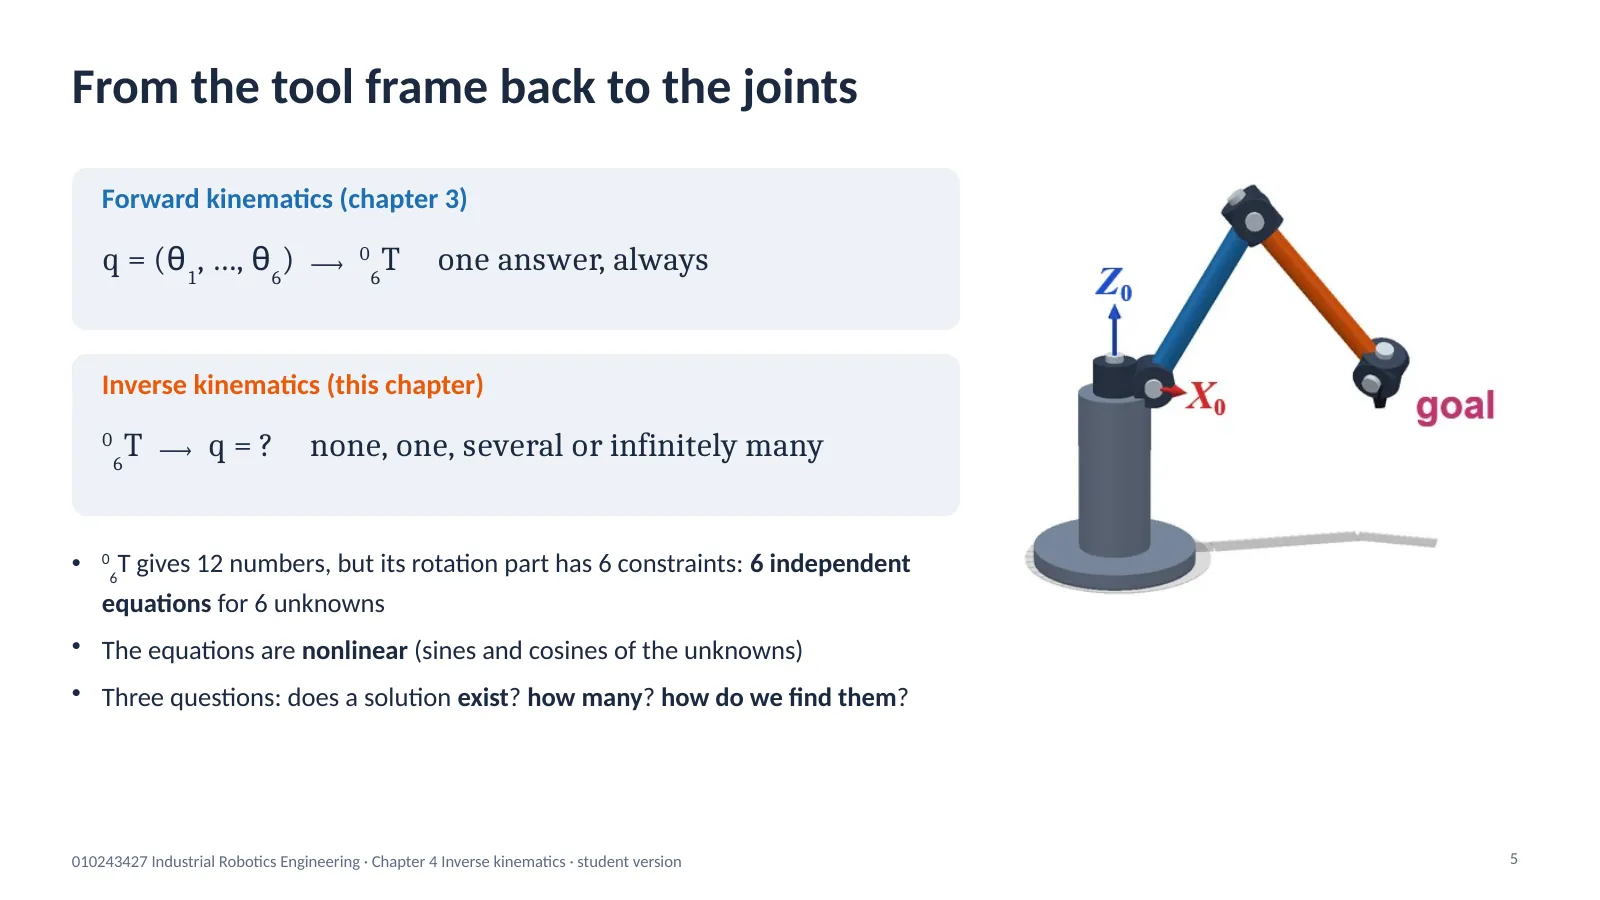 From the tool frame back to the joints
Forward kinematics (chapter 3)
q = (θ₁, …, θ₆) ⟶ ⁰₆T one answer, always
Inverse kinematics (this chapter)
⁰₆T ⟶ q = ? none, one, several or infinitely many
• ⁰₆T gives 12 numbers, but its rotation part has 6 constraints: 6 independent
equations for 6 unknowns
• The equations are nonlinear (sines and cosines of the unknowns)
• Three questions: does a solution exist? how many? how do we find them?
Z₀
X₀
goal
010243427 Industrial Robotics Engineering · Chapter 4 Inverse kinematics · student version
5